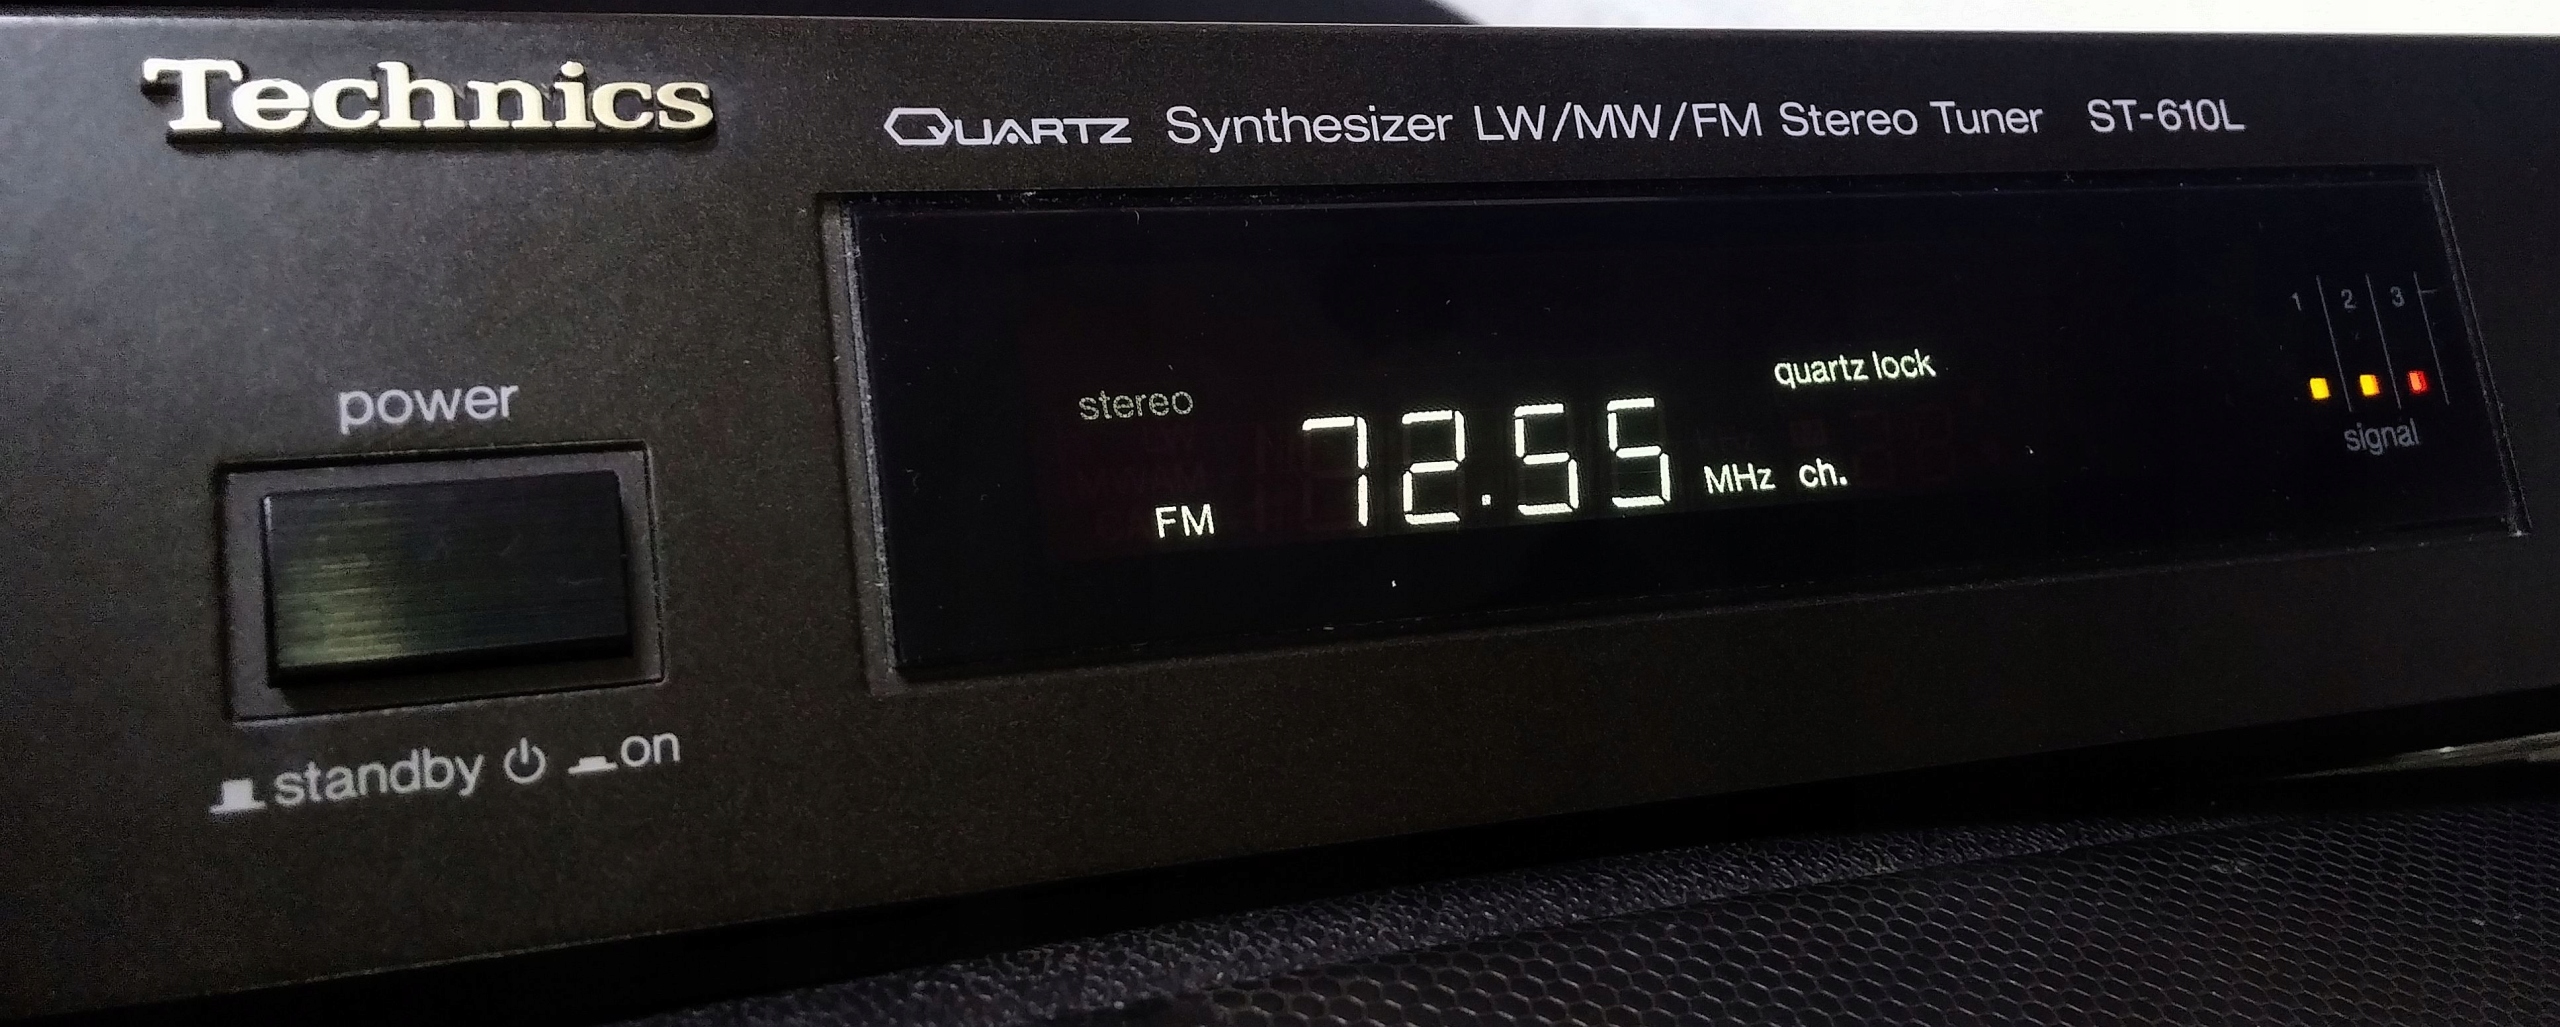 Technics
QUARTZ Synthesizer LW/MW/FM Stereo Tuner ST-610L
power
standby on
stereo
quartz lock
FM 72.55 MHz ch.
1 2 3
signal